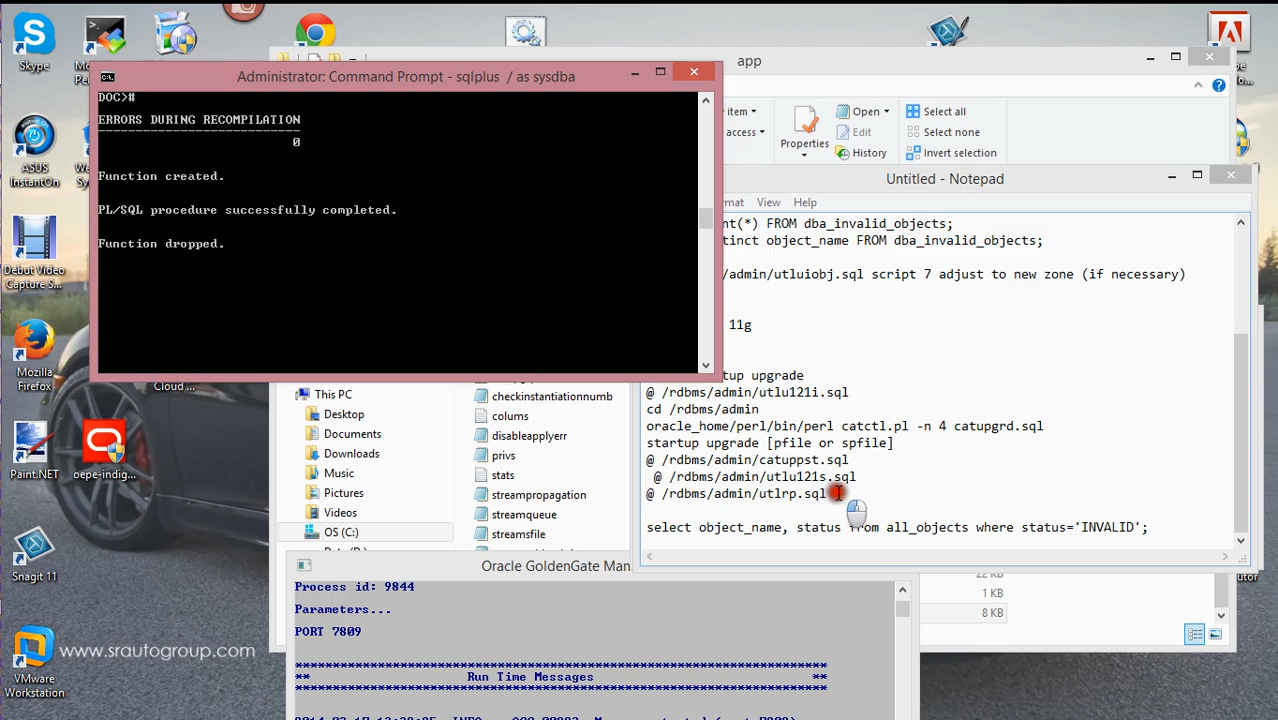 Skype
ASUS
InstantOn
Debut Video
Capture S...
Mozilla
Firefox
Cloud ...
Paint.NET
oepe-indig...
Snagit 11
VMware
Workstation
www.srautogroup.com
Administrator: Command Prompt - sqlplus / as sysdba
DOC>#
ERRORS DURING RECOMPILATION
---------------------------
0
Function created.
PL/SQL procedure successfully completed.
Function dropped.
app
Properties
Open
Edit
History
Select all
Select none
Invert selection
item
access
This PC
Desktop
Documents
Downloads
Music
Pictures
Videos
OS (C:)
checkinstantiationnumb
colums
disableapplyerr
privs
stats
streampropagation
streamqueue
streamsfile
1 KB
8 KB
Untitled - Notepad
rmat View Help
nt(*) FROM dba_invalid_objects;
tinct object_name FROM dba_invalid_objects;
/admin/utluiobj.sql script 7 adjust to new zone (if necessary)
11g
tup upgrade
@ /rdbms/admin/utlu121i.sql
cd /rdbms/admin
oracle_home/perl/bin/perl catctl.pl -n 4 catupgrd.sql
startup upgrade [pfile or spfile]
@ /rdbms/admin/catuppst.sql
@ /rdbms/admin/utlu121s.sql
@ /rdbms/admin/utlrp.sql
select object_name, status from all_objects where status='INVALID';
Oracle GoldenGate Man
Process id: 9844
Parameters...
PORT 7809
***********************************************************************
** Run Time Messages **
***********************************************************************